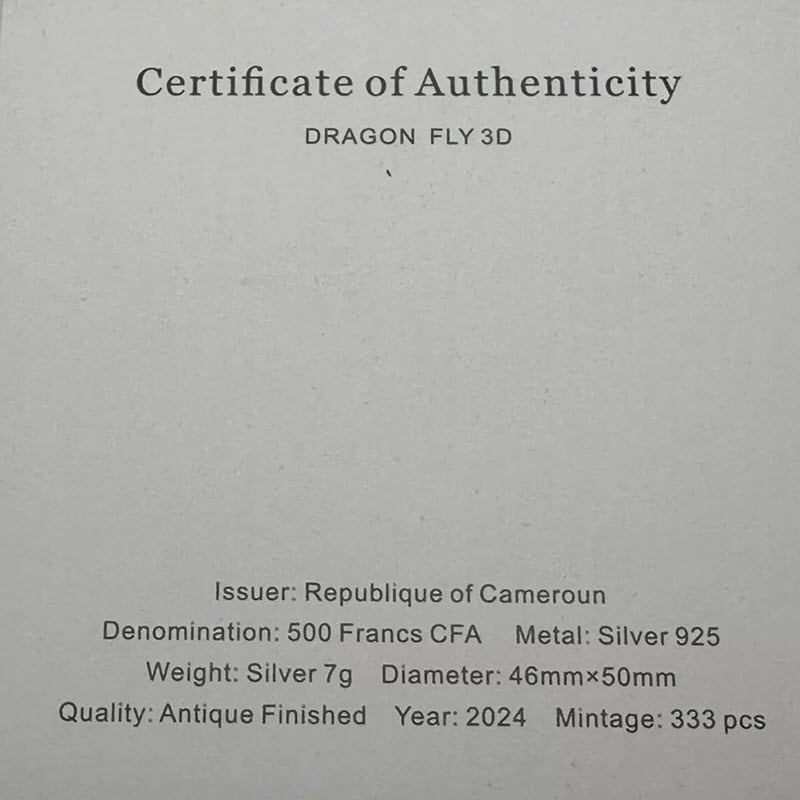 Certificate of Authenticity
DRAGON FLY 3D
Issuer: Republique of Cameroun
Denomination: 500 Francs CFA Metal: Silver 925
Weight: Silver 7g Diameter: 46mm×50mm
Quality: Antique Finished Year: 2024 Mintage: 333 pcs